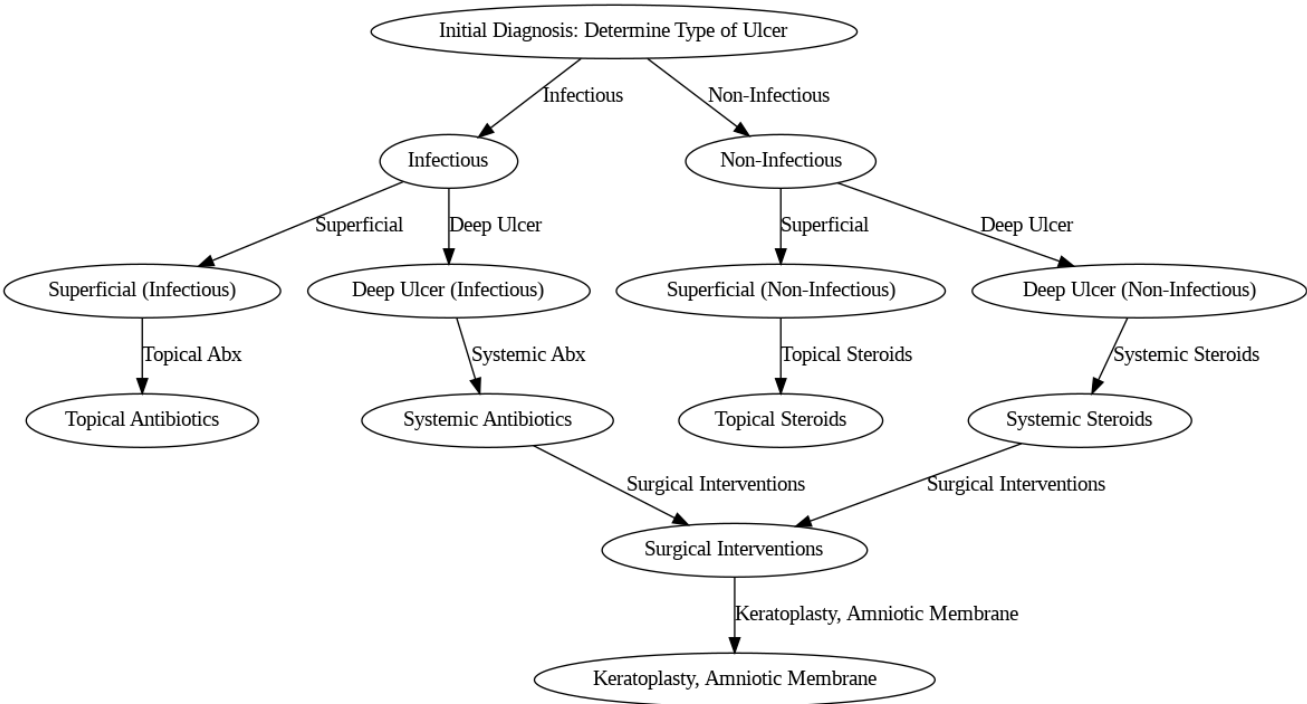 Initial Diagnosis: Determine Type of Ulcer
Infectious
Non-Infectious
Infectious
Non-Infectious
Superficial
Deep Ulcer
Superficial
Deep Ulcer
Superficial (Infectious)
Deep Ulcer (Infectious)
Superficial (Non-Infectious)
Deep Ulcer (Non-Infectious)
Topical Abx
Systemic Abx
Topical Steroids
Systemic Steroids
Topical Antibiotics
Systemic Antibiotics
Topical Steroids
Systemic Steroids
Surgical Interventions
Surgical Interventions
Surgical Interventions
Keratoplasty, Amniotic Membrane
Keratoplasty, Amniotic Membrane